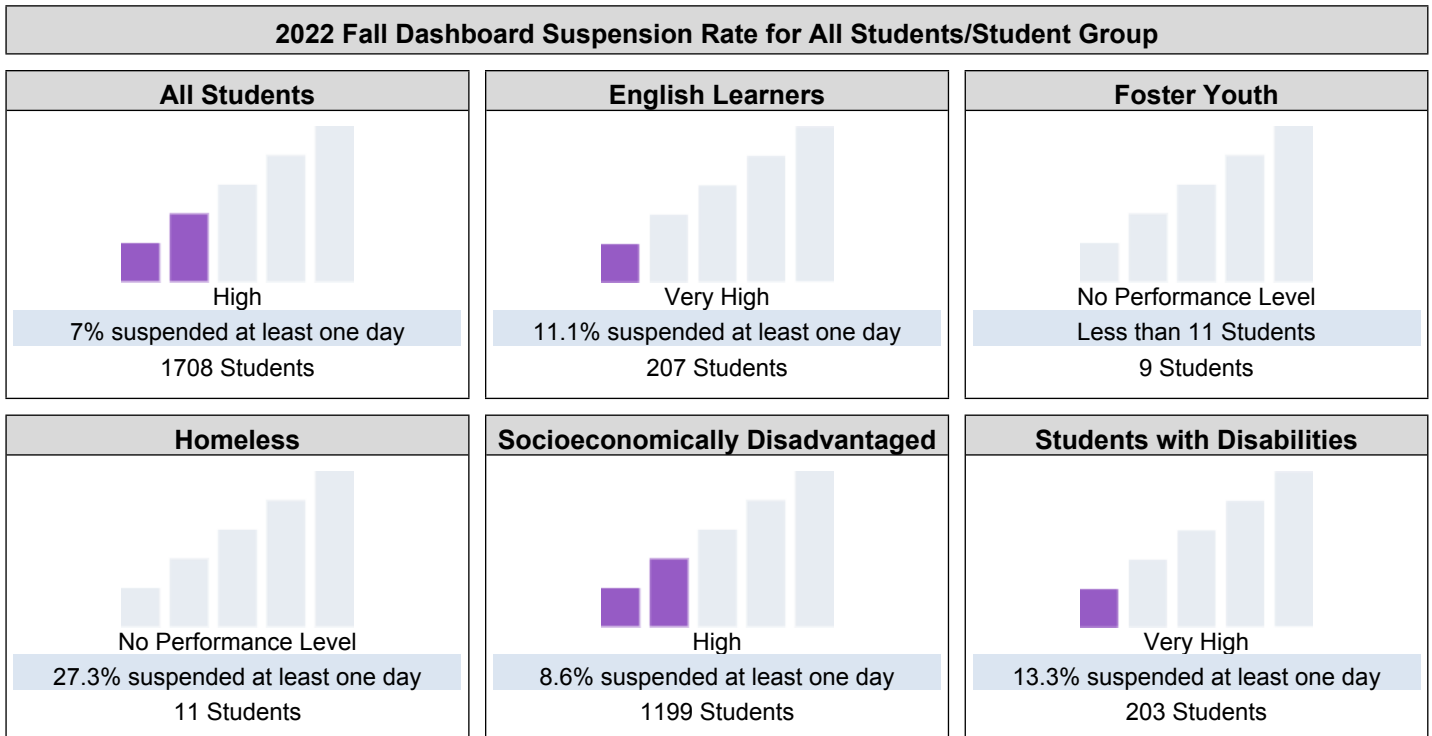 2022 Fall Dashboard Suspension Rate for All Students/Student Group
All Students
High
7% suspended at least one day
1708 Students
English Learners
Very High
11.1% suspended at least one day
207 Students
Foster Youth
No Performance Level
Less than 11 Students
9 Students
Homeless
No Performance Level
27.3% suspended at least one day
11 Students
Socioeconomically Disadvantaged
High
8.6% suspended at least one day
1199 Students
Students with Disabilities
Very High
13.3% suspended at least one day
203 Students